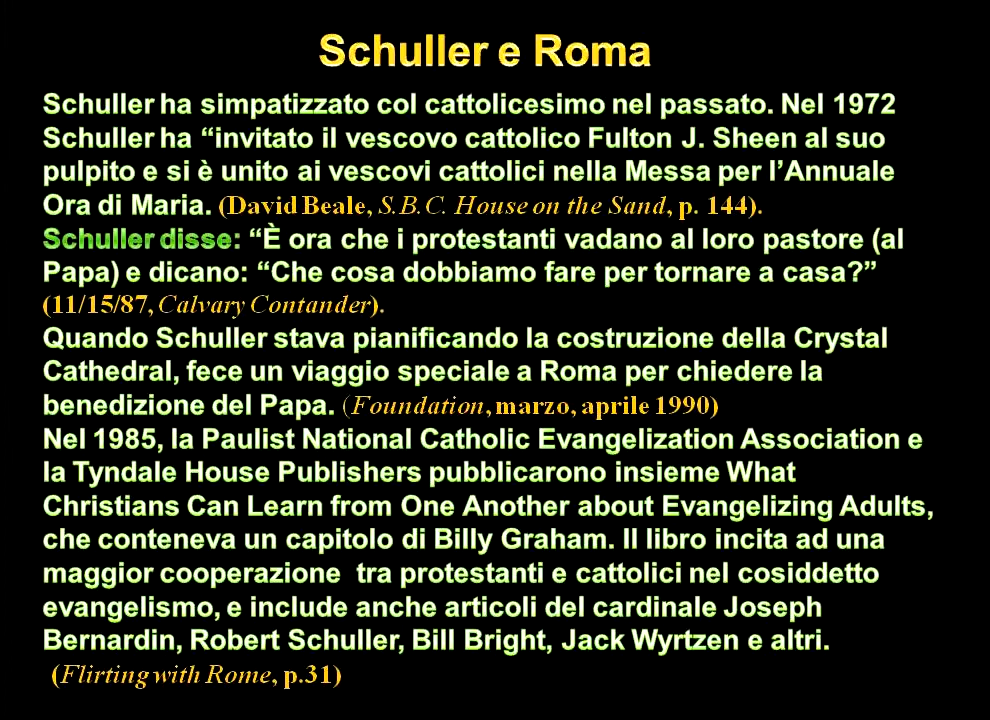 Schuller e Roma
Schuller ha simpatizzato col cattolicesimo nel passato. Nel 1972
Schuller ha “invitato il vescovo cattolico Fulton J. Sheen al suo
pulpito e si è unito ai vescovi cattolici nella Messa per l’Annuale
Ora di Maria. (David Beale, S.B.C. House on the Sand, p. 144).
Schuller disse: “È ora che i protestanti vadano al loro pastore (al
Papa) e dicano: “Che cosa dobbiamo fare per tornare a casa?”
(11/15/87, Calvary Contander).
Quando Schuller stava pianificando la costruzione della Crystal
Cathedral, fece un viaggio speciale a Roma per chiedere la
benedizione del Papa. (Foundation, marzo, aprile 1990)
Nel 1985, la Paulist National Catholic Evangelization Association e
la Tyndale House Publishers pubblicarono insieme What
Christians Can Learn from One Another about Evangelizing Adults,
che conteneva un capitolo di Billy Graham. Il libro incita ad una
maggior cooperazione  tra protestanti e cattolici nel cosiddetto
evangelismo, e include anche articoli del cardinale Joseph
Bernardin, Robert Schuller, Bill Bright, Jack Wyrtzen e altri.
(Flirting with Rome, p.31)